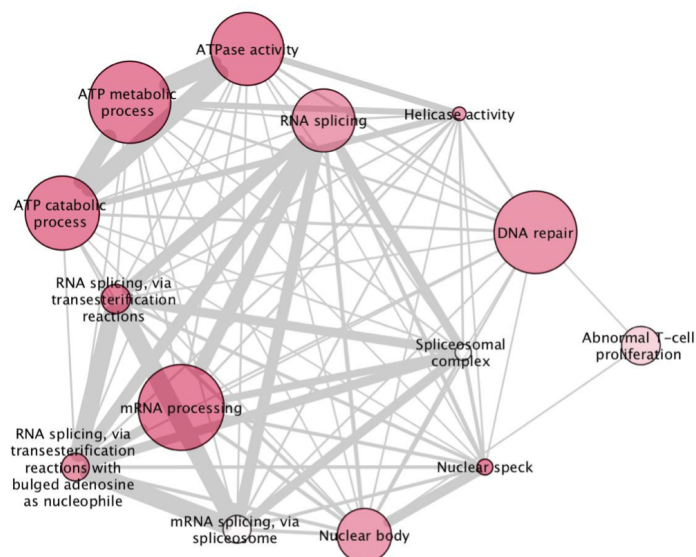 ATPase activity
ATP metabolic
process
RNA splicing
Helicase activity
ATP catabolic
process
DNA repair
RNA splicing, via
transesterification
reactions
Spliceosomal
complex
Abnormal T-cell
proliferation
mRNA processing
RNA splicing, via
transesterification
reactions with
bulged adenosine
as nucleophile
Nuclear speck
mRNA splicing, via
spliceosome
Nuclear body